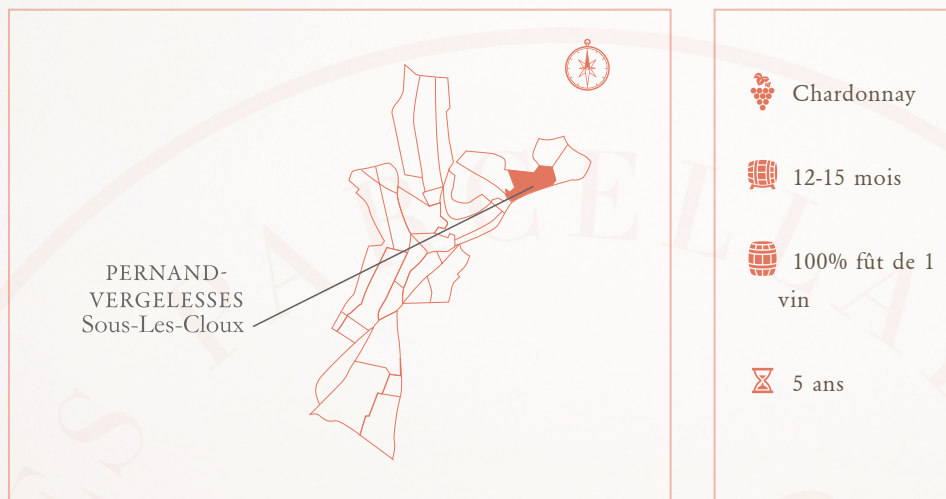 PERNAND-
VERGELESSES
Sous-Les-Cloux
Chardonnay
12-15 mois
100% fût de 1
vin
5 ans